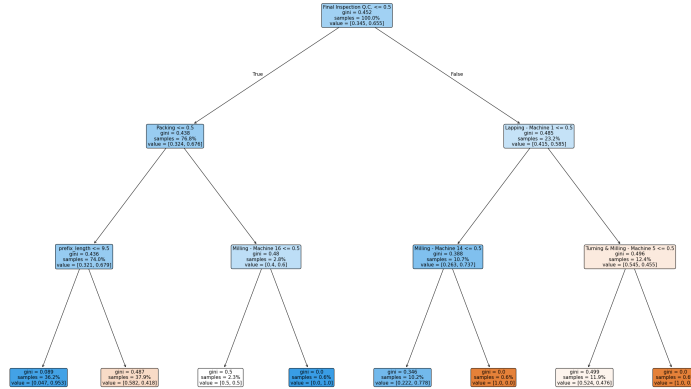 Final Inspection Q.C. <= 0.5
gini = 0.452
samples = 100.0%
value = [0.345, 0.655]
True
False
Packing <= 0.5
gini = 0.438
samples = 76.8%
value = [0.324, 0.676]
Lapping - Machine 1 <= 0.5
gini = 0.485
samples = 23.2%
value = [0.415, 0.585]
prefix_length <= 9.5
gini = 0.436
samples = 74.0%
value = [0.321, 0.679]
Milling - Machine 16 <= 0.5
gini = 0.48
samples = 2.8%
value = [0.4, 0.6]
Milling - Machine 14 <= 0.5
gini = 0.388
samples = 10.7%
value = [0.263, 0.737]
Turning & Milling - Machine 5 <= 0.5
gini = 0.496
samples = 12.4%
value = [0.545, 0.455]
gini = 0.089
samples = 36.2%
value = [0.047, 0.953]
gini = 0.487
samples = 37.9%
value = [0.582, 0.418]
gini = 0.5
samples = 2.3%
value = [0.5, 0.5]
gini = 0.0
samples = 0.6%
value = [0.0, 1.0]
gini = 0.346
samples = 10.2%
value = [0.222, 0.778]
gini = 0.0
samples = 0.6%
value = [1.0, 0.0]
gini = 0.499
samples = 11.9%
value = [0.524, 0.476]
gini = 0.0
samples = 0.6
value = [1.0, 0.